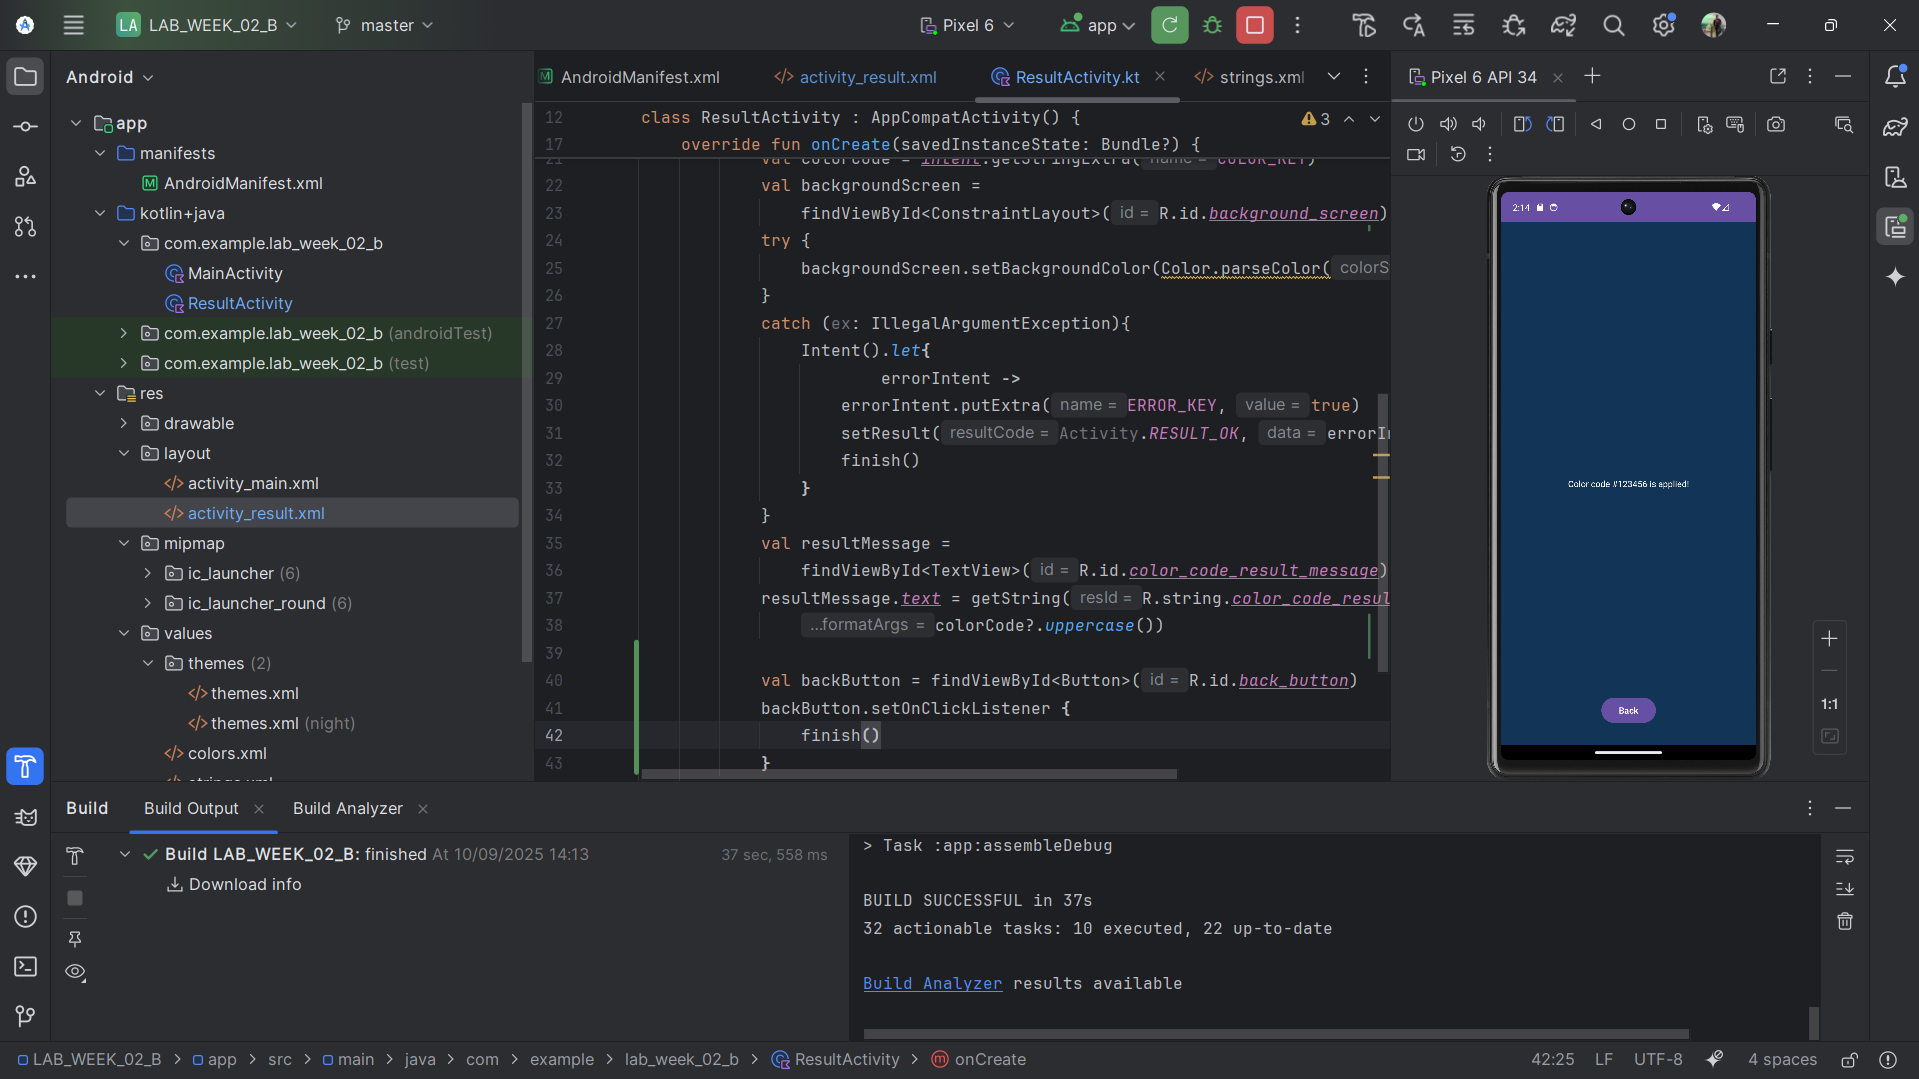 LA LAB_WEEK_02_B master Pixel 6 app
Android
app
manifests
AndroidManifest.xml
kotlin+java
com.example.lab_week_02_b
MainActivity
ResultActivity
com.example.lab_week_02_b (androidTest)
com.example.lab_week_02_b (test)
res
drawable
layout
activity_main.xml
activity_result.xml
mipmap
ic_launcher (6)
ic_launcher_round (6)
values
themes (2)
themes.xml
themes.xml (night)
colors.xml
strings.xml
AndroidManifest.xml activity_result.xml ResultActivity.kt strings.xml
12 class ResultActivity : AppCompatActivity() { 3
17 override fun onCreate(savedInstanceState: Bundle?) {
21 val colorCode = intent.getStringExtra( name = COLOR_KEY)
22 val backgroundScreen =
23 findViewById<ConstraintLayout>( id = R.id.background_screen)
24 try {
25 backgroundScreen.setBackgroundColor(Color.parseColor( colorS
26 }
27 catch (ex: IllegalArgumentException){
28 Intent().let{
29 errorIntent ->
30 errorIntent.putExtra( name = ERROR_KEY, value = true)
31 setResult( resultCode = Activity.RESULT_OK, data = errorIn
32 finish()
33 }
34 }
35 val resultMessage =
36 findViewById<TextView>( id = R.id.color_code_result_message)
37 resultMessage.text = getString( resId = R.string.color_code_resul
38 ...formatArgs = colorCode?.uppercase())
39
40 val backButton = findViewById<Button>( id = R.id.back_button)
41 backButton.setOnClickListener {
42 finish()
43 }
Pixel 6 API 34
2:14
Color code #123456 is applied!
Back
1:1
Build Build Output Build Analyzer
Build LAB_WEEK_02_B: finished At 10/09/2025 14:13 37 sec, 558 ms
Download info
> Task :app:assembleDebug
BUILD SUCCESSFUL in 37s
32 actionable tasks: 10 executed, 22 up-to-date
Build Analyzer results available
LAB_WEEK_02_B > app > src > main > java > com > example > lab_week_02_b > ResultActivity > onCreate 42:25 LF UTF-8 4 spaces